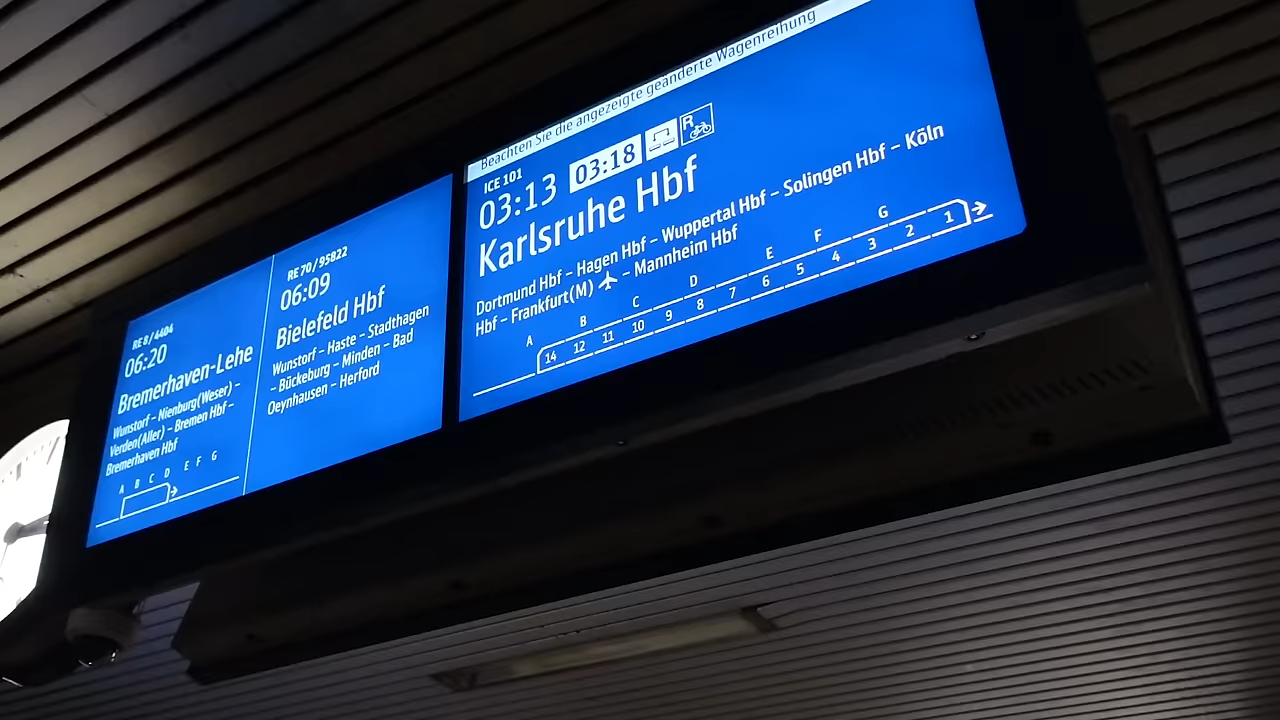 RE 8 / 4404
06:20
Bremerhaven-Lehe
Wunstorf – Nienburg(Weser) –
Verden(Aller) – Bremen Hbf –
Bremerhaven Hbf
A B C D E F G
RE 70 / 95822
06:09
Bielefeld Hbf
Wunstorf – Haste – Stadthagen
– Bückeburg – Minden – Bad
Oeynhausen – Herford
Beachten Sie die angezeigte geänderte Wagenreihung
ICE 101
03:13 03:18 R
Karlsruhe Hbf
Dortmund Hbf – Hagen Hbf – Wuppertal Hbf – Solingen Hbf – Köln
Hbf – Frankfurt(M) – Mannheim Hbf
A B C D E F G
14 12 11 10 9 8 7 6 5 4 3 2 1